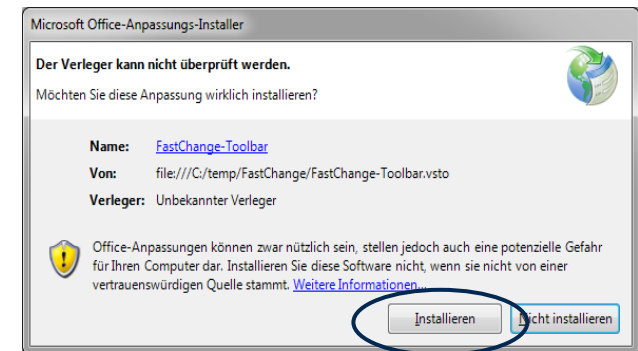 Microsoft Office-Anpassungs-Installer
Der Verleger kann nicht überprüft werden.
Möchten Sie diese Anpassung wirklich installieren?
Name: FastChange-Toolbar
Von: file:///C:/temp/FastChange/FastChange-Toolbar.vsto
Verleger: Unbekannter Verleger
Office-Anpassungen können zwar nützlich sein, stellen jedoch auch eine potenzielle Gefahr
für Ihren Computer dar. Installieren Sie diese Software nicht, wenn sie nicht von einer
vertrauenswürdigen Quelle stammt. Weitere Informationen...
Installieren Nicht installieren